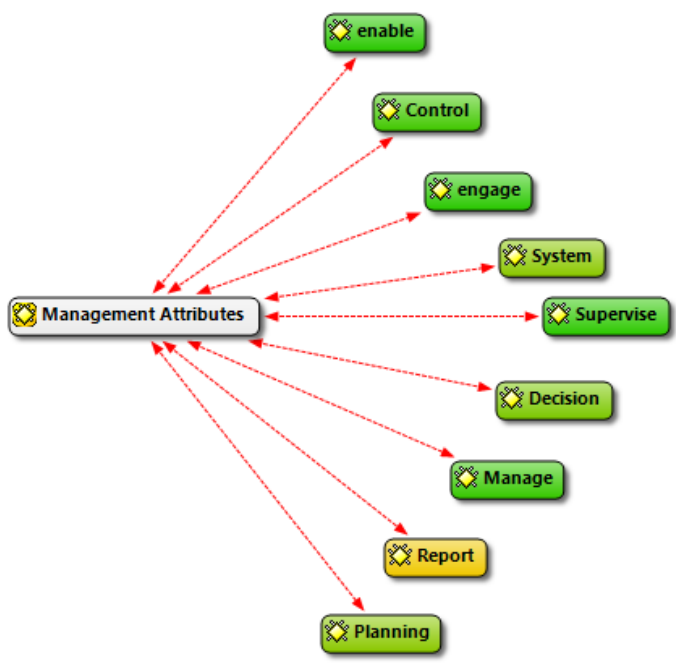 enable
Control
engage
System
Management Attributes
Supervise
Decision
Manage
Report
Planning